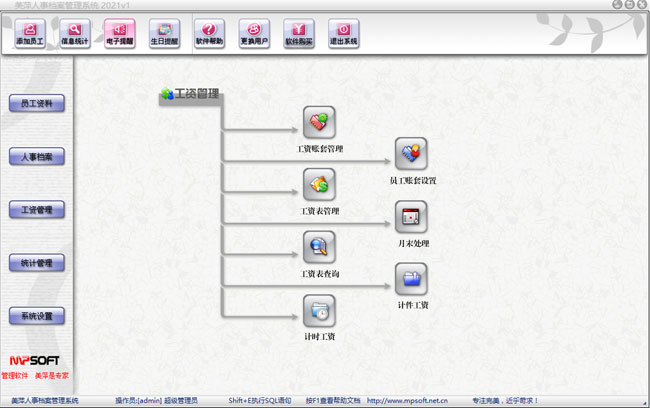 美萍人事档案管理系统 2021v1
添加员工 信息统计 电子提醒 生日提醒 软件帮助 更换用户 软件购买 退出系统
员工资料
人事档案
工资管理
统计管理
系统设置
工资管理
工资账套管理
员工账套设置
工资表管理
月末处理
工资表查询
计件工资
计时工资
MPSOFT
管理软件 美萍是专家
美萍人事档案管理系统 操作员:[admin] 超级管理员 Shift+E执行SQL语句 按F1查看帮助文档 http://www.mpsoft.net.cn 专注完美，近乎苛求！